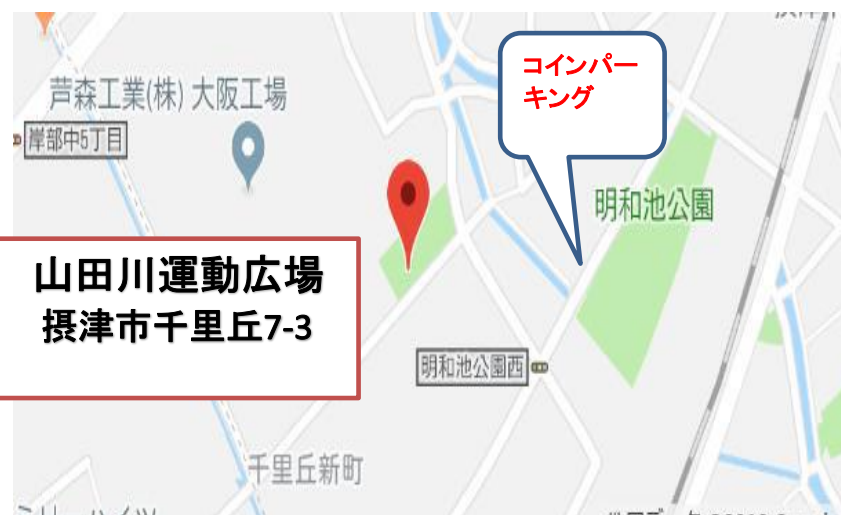 芦森工業(株) 大阪工場
岸部中5丁目
コインパー
キング
明和池公園
山田川運動広場
摂津市千里丘7-3
明和池公園西
千里丘新町